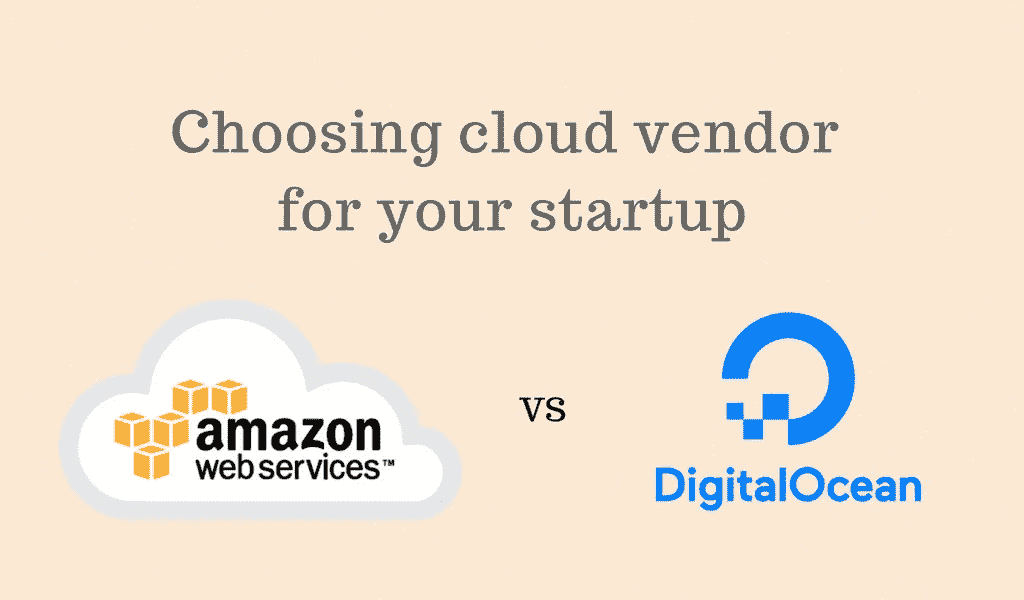 Choosing cloud vendor
for your startup
amazon
web services™
vs
DigitalOcean